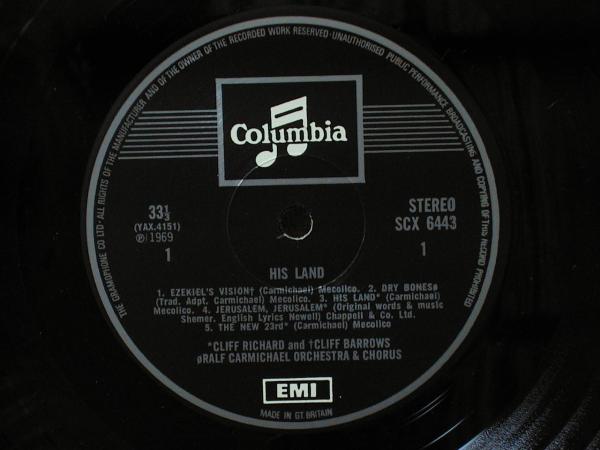 THE GRAMOPHONE CO LTD · ALL RIGHTS OF THE MANUFACTURER AND OF THE OWNER OF THE RECORDED WORK RESERVED · UNAUTHORISED PUBLIC PERFORMANCE BROADCASTING AND COPYING OF THIS RECORD PROHIBITED
Columbia
33⅓
(YAX.4151)
℗ 1969
1
STEREO
SCX 6443
1
HIS LAND
1. EZEKIEL'S VISION† (Carmichael) Mecolico. 2. DRY BONESø
(Trad. Adpt. Carmichael) Mecolico. 3. HIS LAND* (Carmichael)
Mecolico. 4. JERUSALEM, JERUSALEM* (Original words & music
Shemer. English Lyrics Newell) Chappell & Co. Ltd.
5. THE NEW 23rd* (Carmichael) Mecolico
*CLIFF RICHARD and †CLIFF BARROWS
øRALF CARMICHAEL ORCHESTRA & CHORUS
EMI
MADE IN GT. BRITAIN